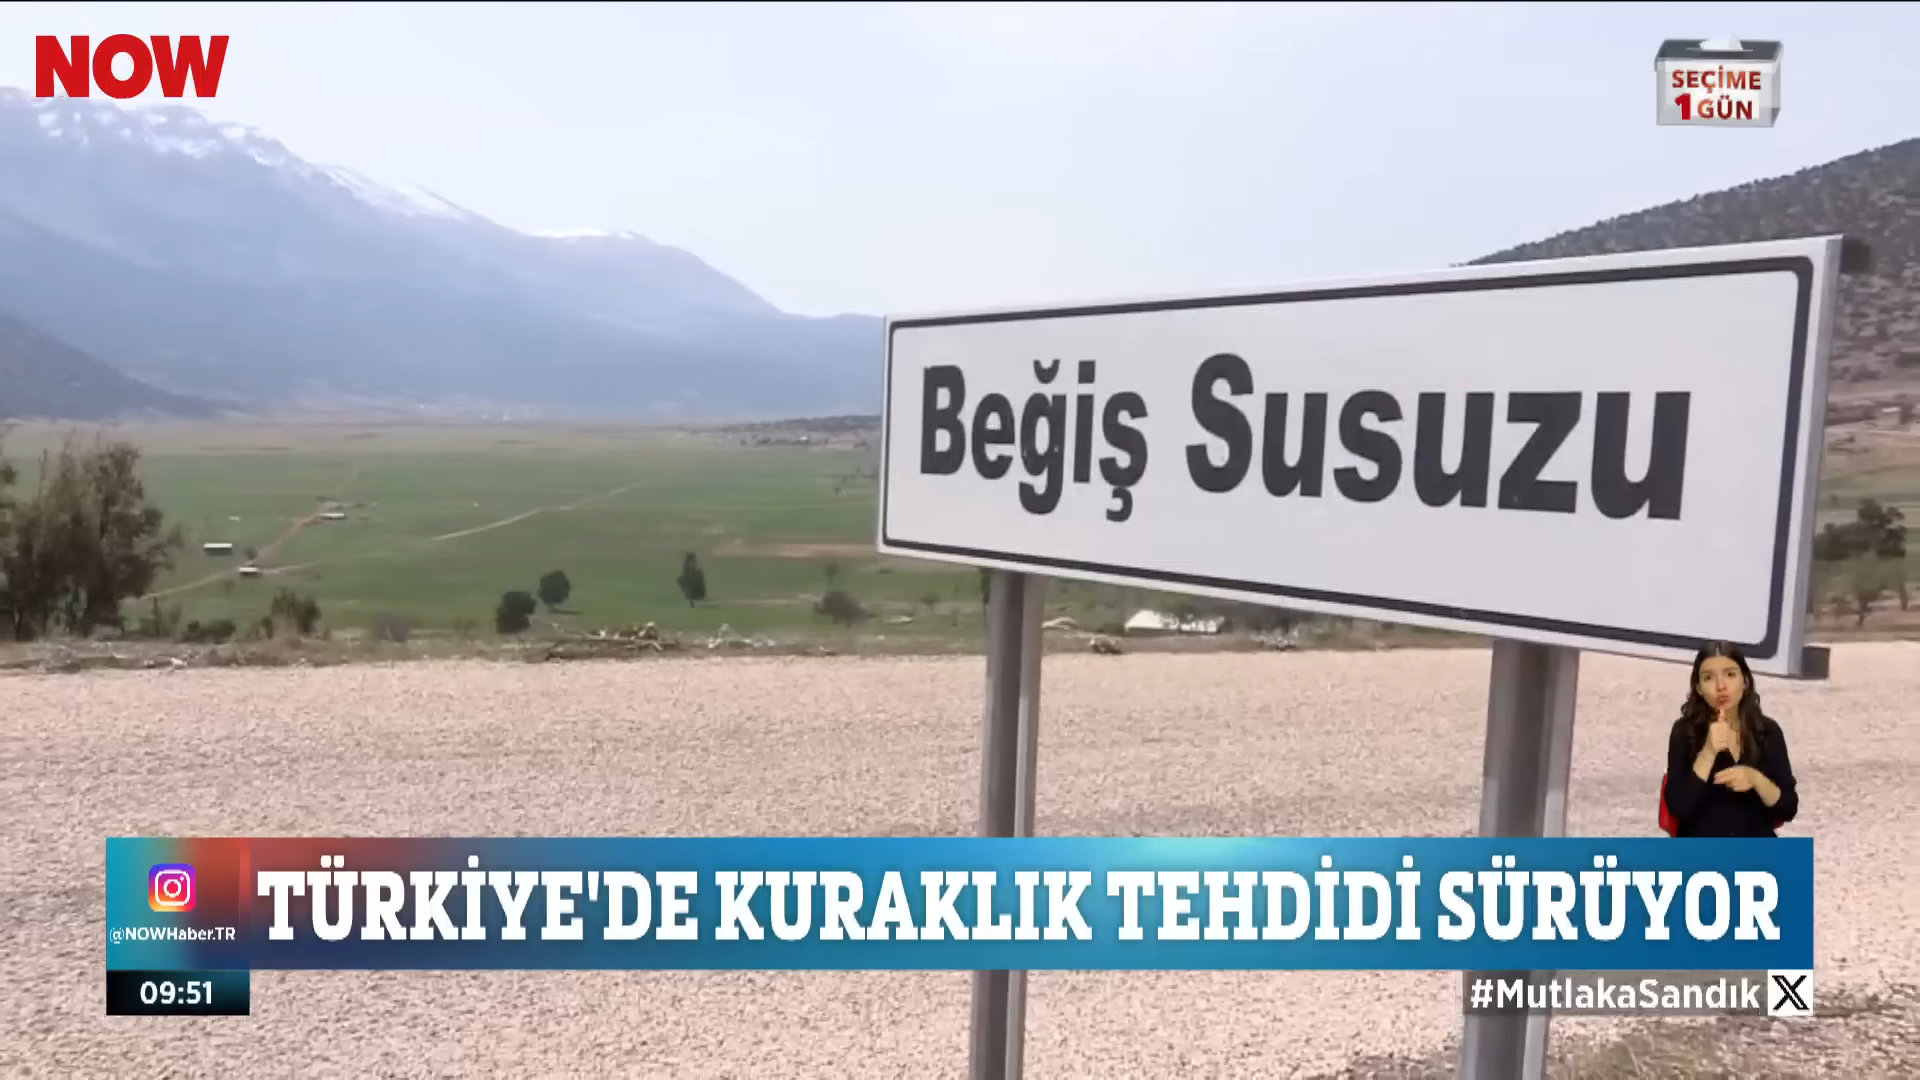 NOW
SEÇİME
1 GÜN
Beğiş Susuzu
TÜRKİYE'DE KURAKLIK TEHDİDİ SÜRÜYOR
@NOWHaber.TR
09:51
#MutlakaSandık